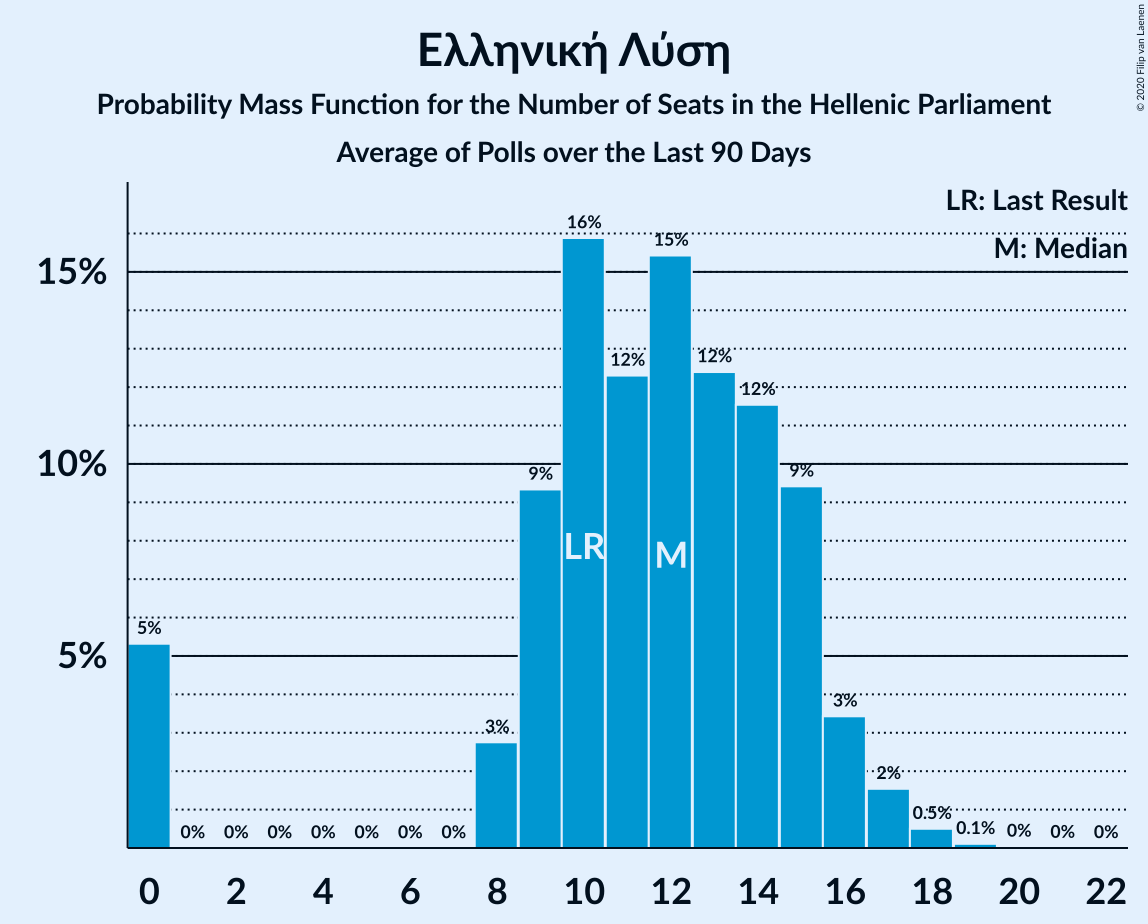 Ελληνική Λύση
Probability Mass Function for the Number of Seats in the Hellenic Parliament
Average of Polls over the Last 90 Days
© 2020 Filip van Laenen
LR: Last Result
M: Median
16%
15%
15%
12%
12%
12%
10%
9%
9%
LR
M
5%
5%
3%
3%
2%
0.5%
0.1%
0% 0% 0% 0% 0% 0% 0%
0% 0% 0%
0 2 4 6 8 10 12 14 16 18 20 22